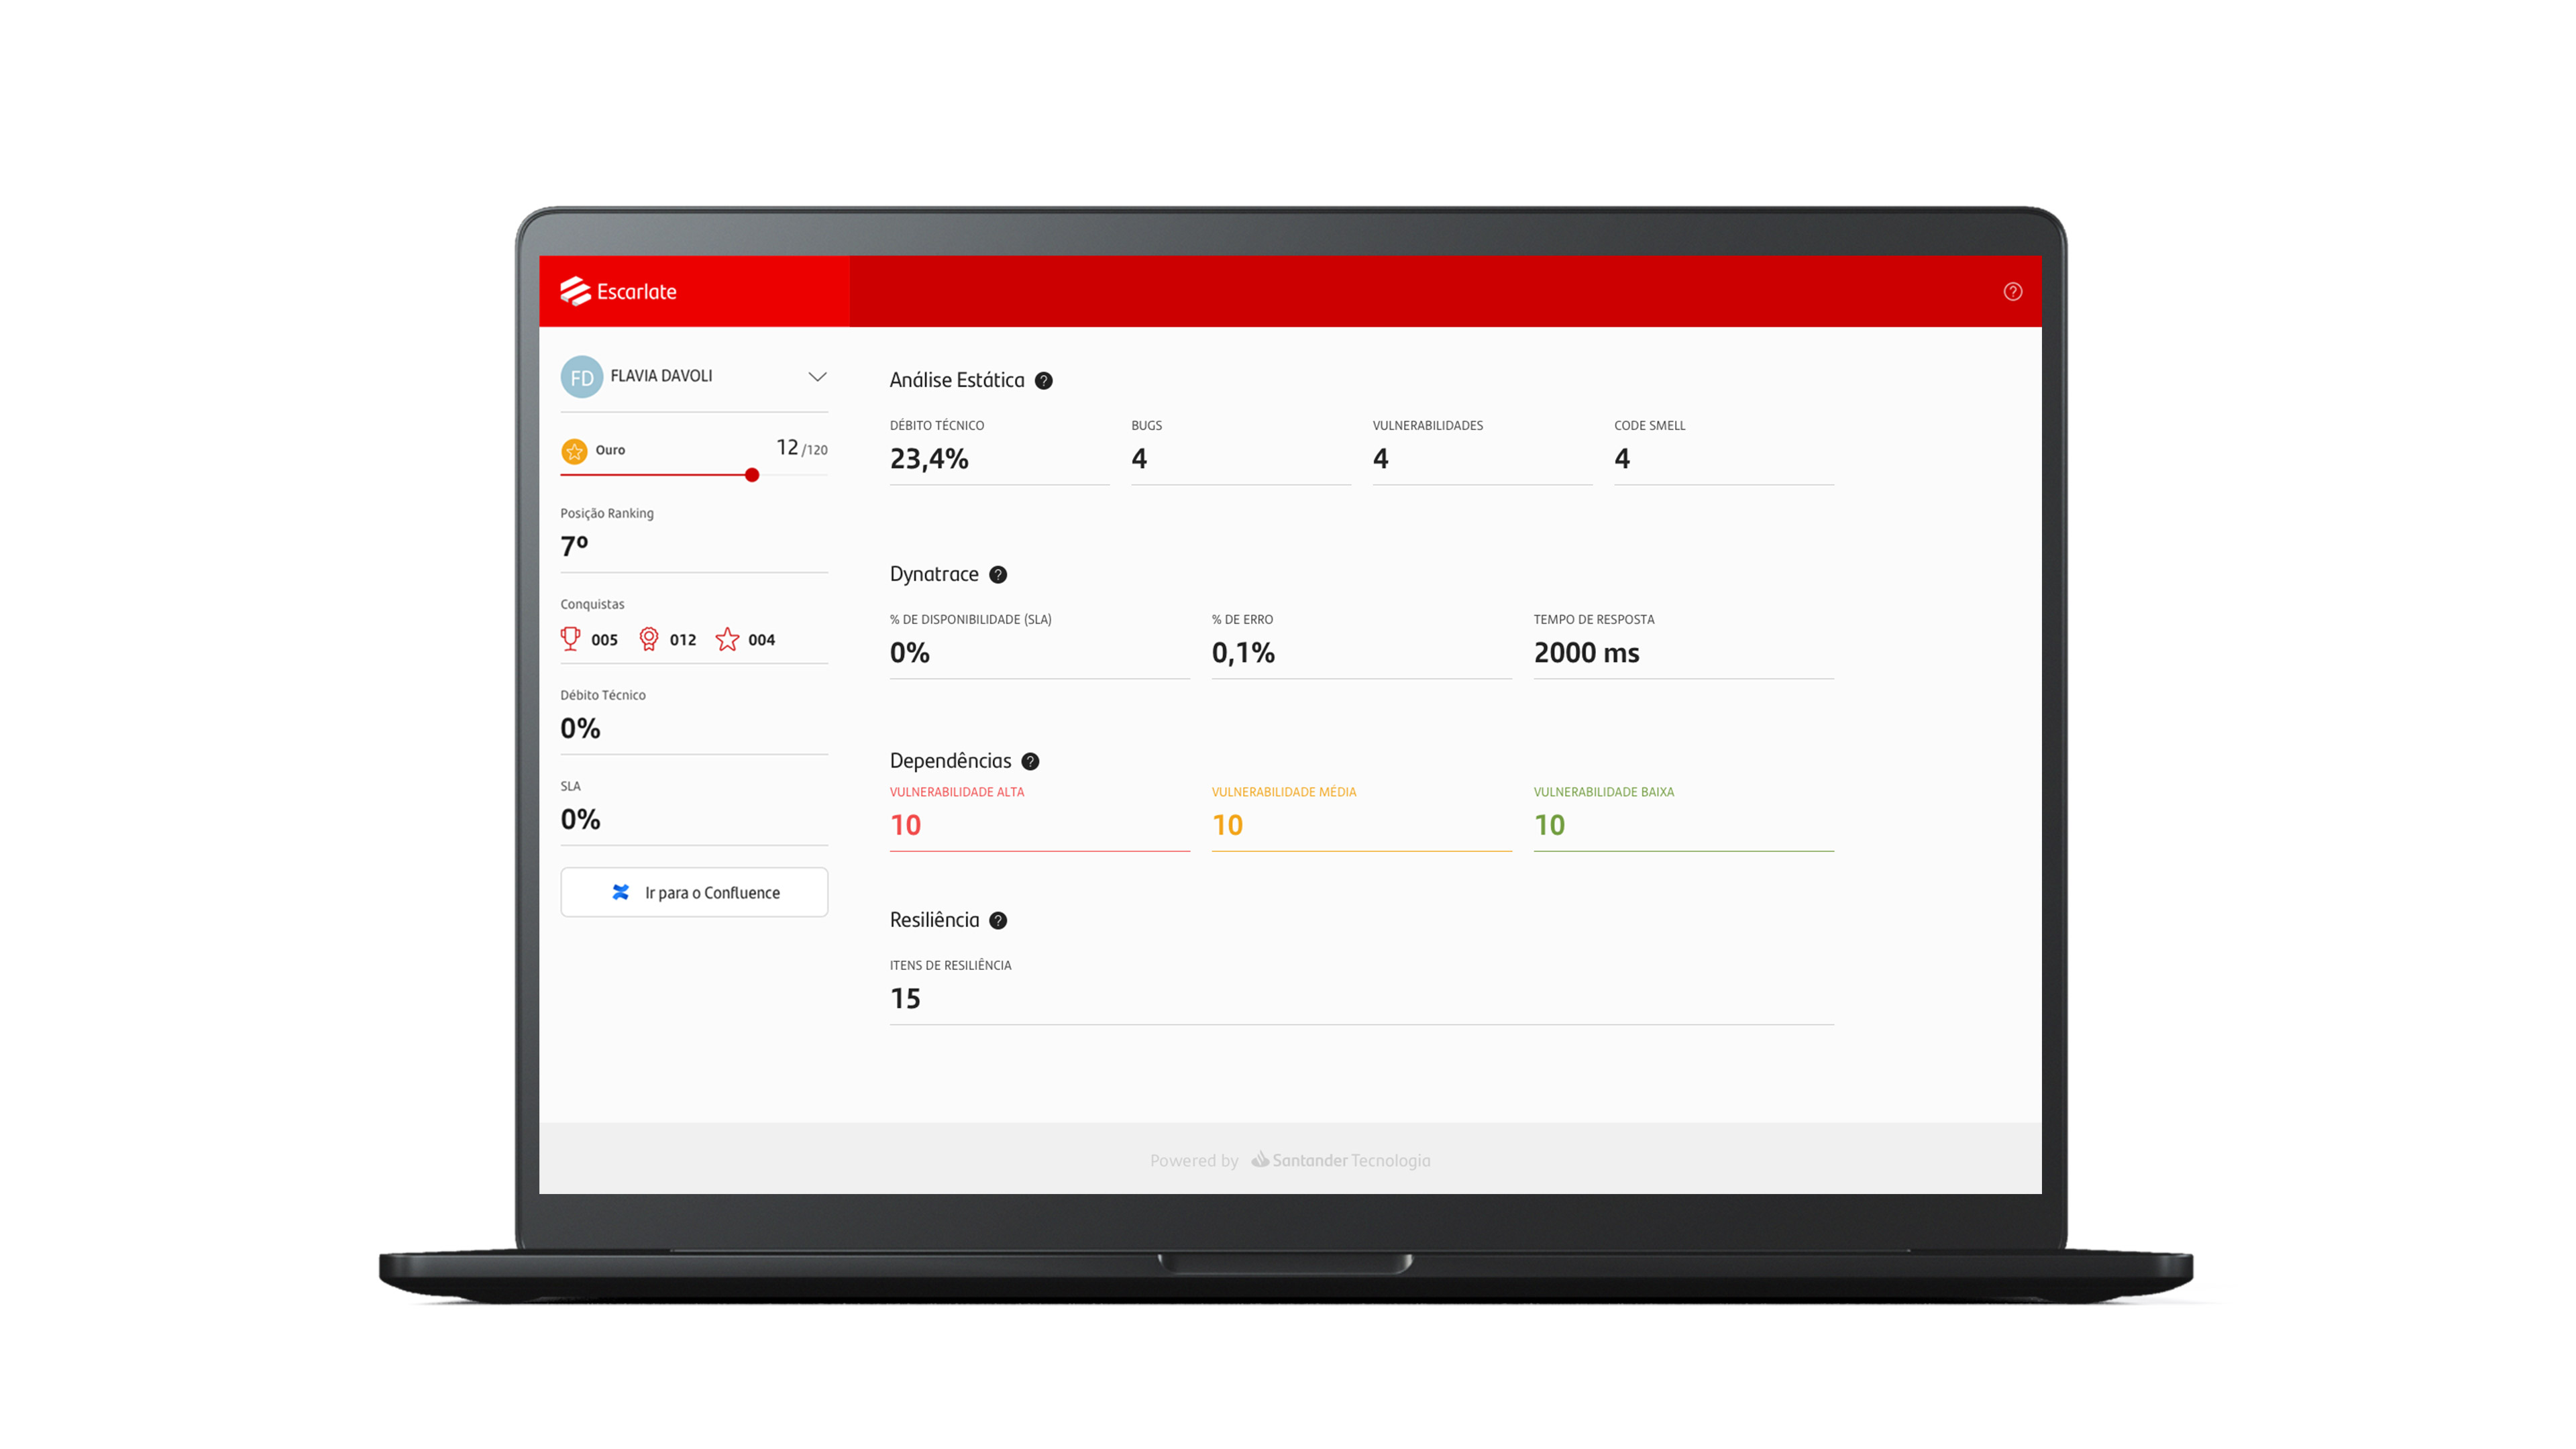 Escarlate
FD FLAVIA DAVOLI
Ouro 12/120
Posição Ranking
7º
Conquistas
005 012 004
Débito Técnico
0%
SLA
0%
Ir para o Confluence
Análise Estática ?
DÉBITO TÉCNICO BUGS VULNERABILIDADES CODE SMELL
23,4% 4 4 4
Dynatrace ?
% DE DISPONIBILIDADE (SLA) % DE ERRO TEMPO DE RESPOSTA
0% 0,1% 2000 ms
Dependências ?
VULNERABILIDADE ALTA VULNERABILIDADE MÉDIA VULNERABILIDADE BAIXA
10 10 10
Resiliência ?
ITENS DE RESILIÊNCIA
15
Powered by Santander Tecnologia